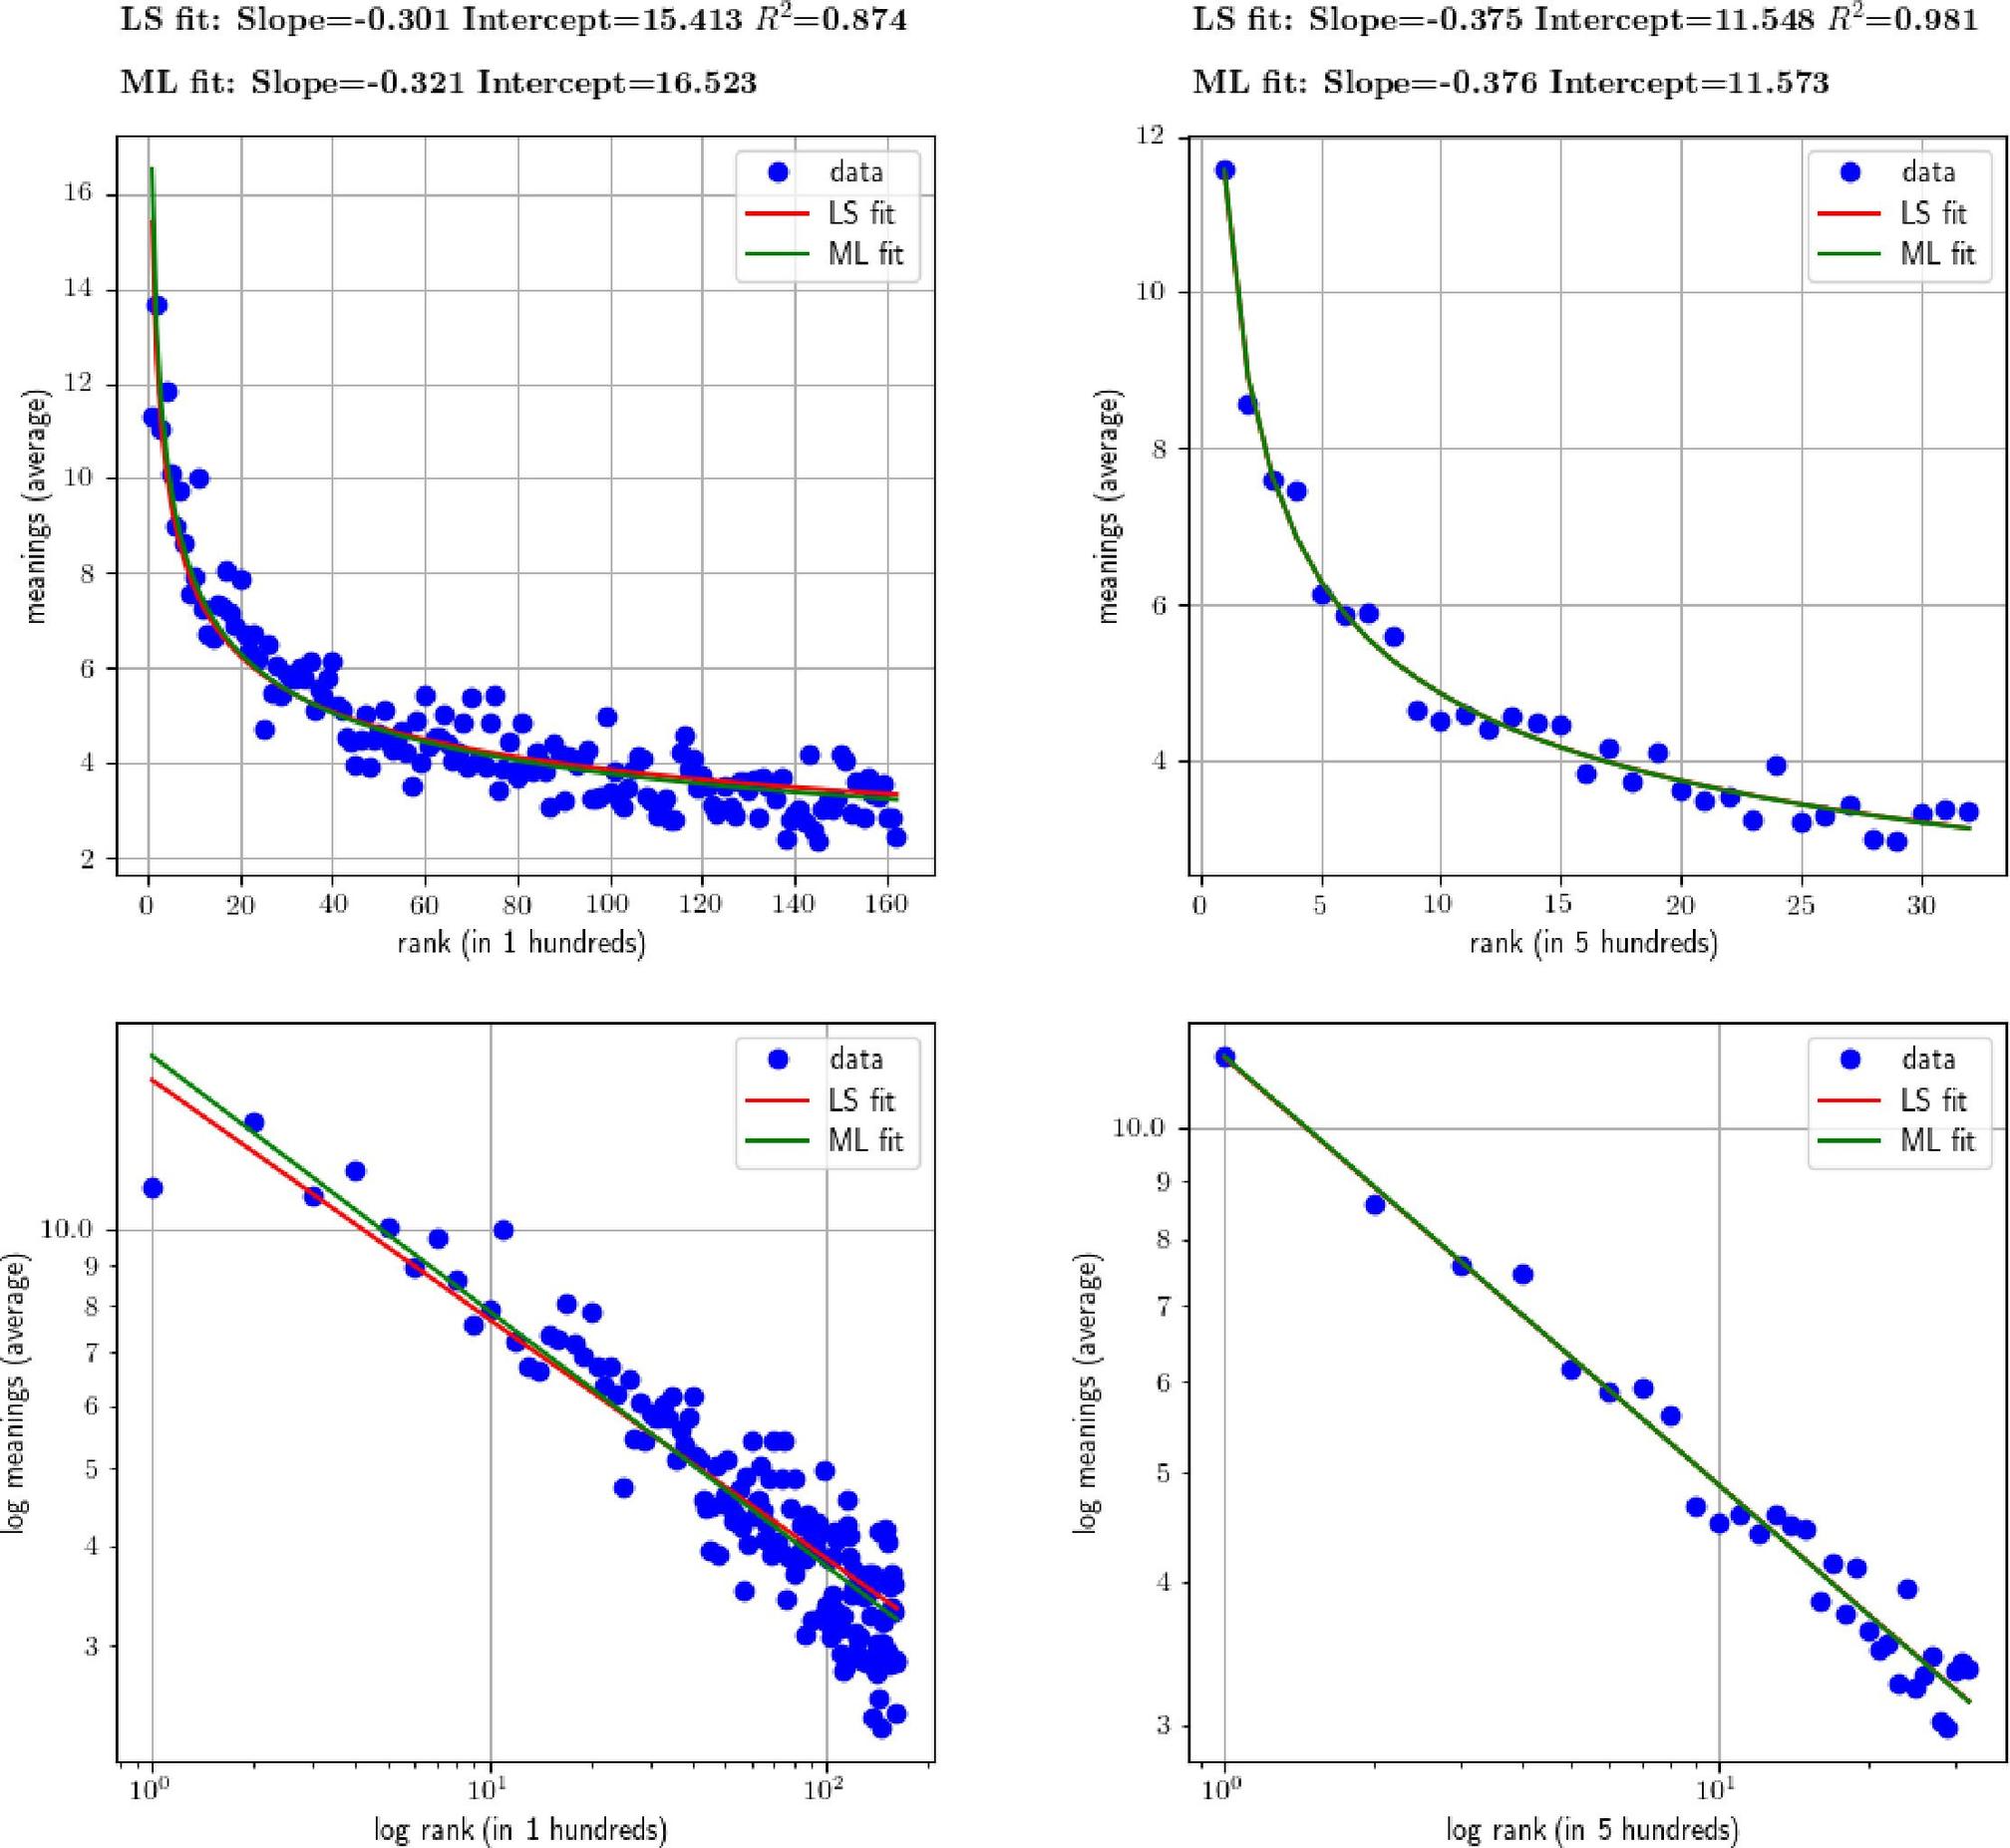 LS fit: Slope=-0.301 Intercept=15.413 R²=0.874
ML fit: Slope=-0.321 Intercept=16.523
16
14
12
10
8
6
4
2
meanings (average)
data
LS fit
ML fit
0 20 40 60 80 100 120 140 160
rank (in 1 hundreds)
LS fit: Slope=-0.375 Intercept=11.548 R²=0.981
ML fit: Slope=-0.376 Intercept=11.573
12
10
8
6
4
meanings (average)
data
LS fit
ML fit
0 5 10 15 20 25 30
rank (in 5 hundreds)
10.0
9
8
7
6
5
4
3
log meanings (average)
data
LS fit
ML fit
10⁰ 10¹ 10²
log rank (in 1 hundreds)
10.0
9
8
7
6
5
4
3
log meanings (average)
data
LS fit
ML fit
10⁰ 10¹
log rank (in 5 hundreds)